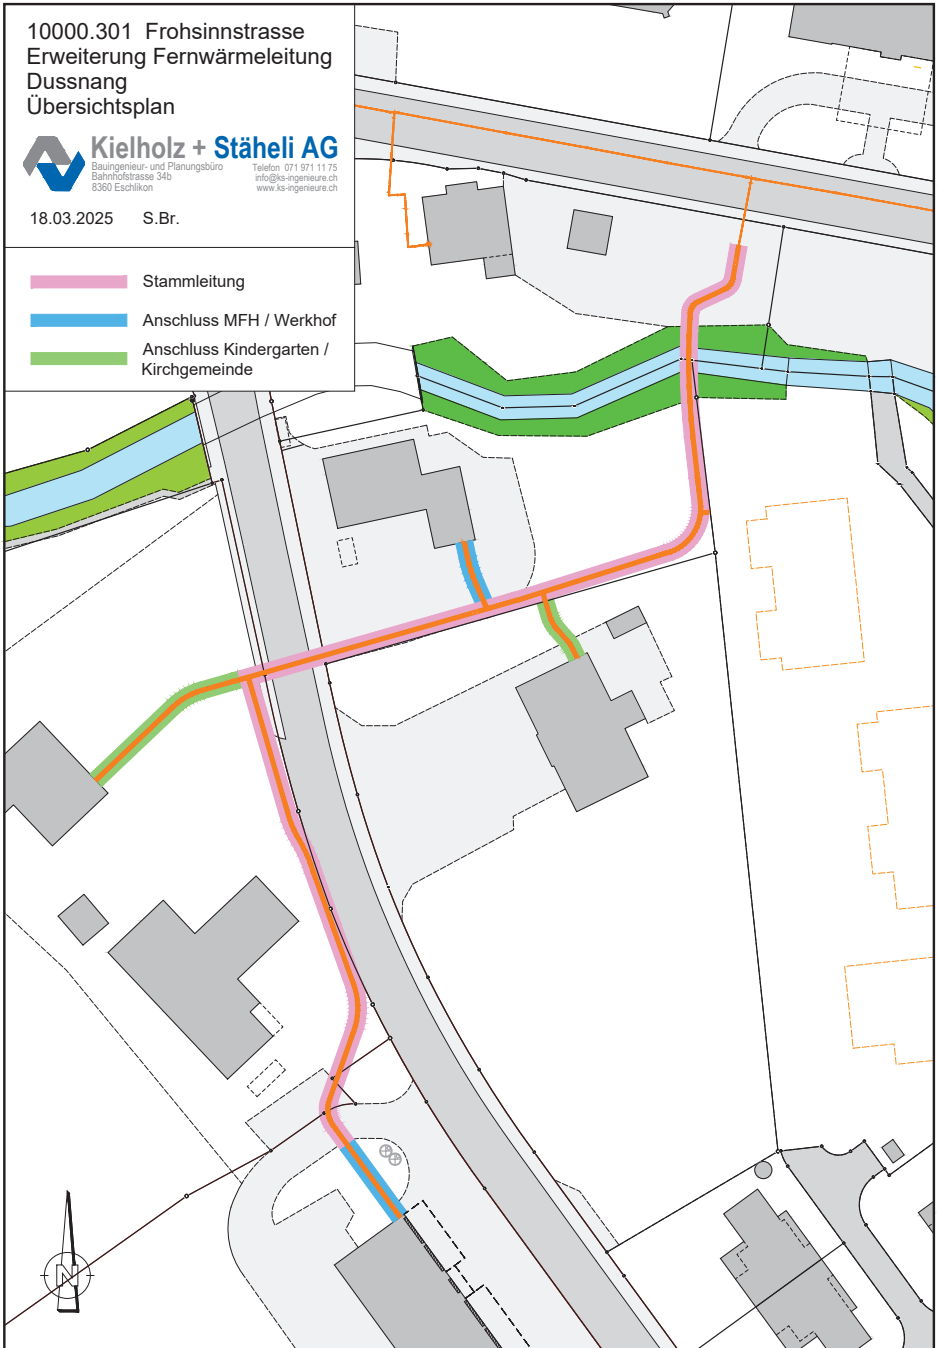 10000.301 Frohsinnstrasse
Erweiterung Fernwärmeleitung
Dussnang
Übersichtsplan
Kielholz + Stäheli AG
Bauingenieur- und Planungsbüro Telefon 071 971 11 75
Bahnhofstrasse 34b info@ks-ingenieure.ch
8360 Eschlikon www.ks-ingenieure.ch
18.03.2025 S.Br.
Stammleitung
Anschluss MFH / Werkhof
Anschluss Kindergarten /
Kirchgemeinde
N